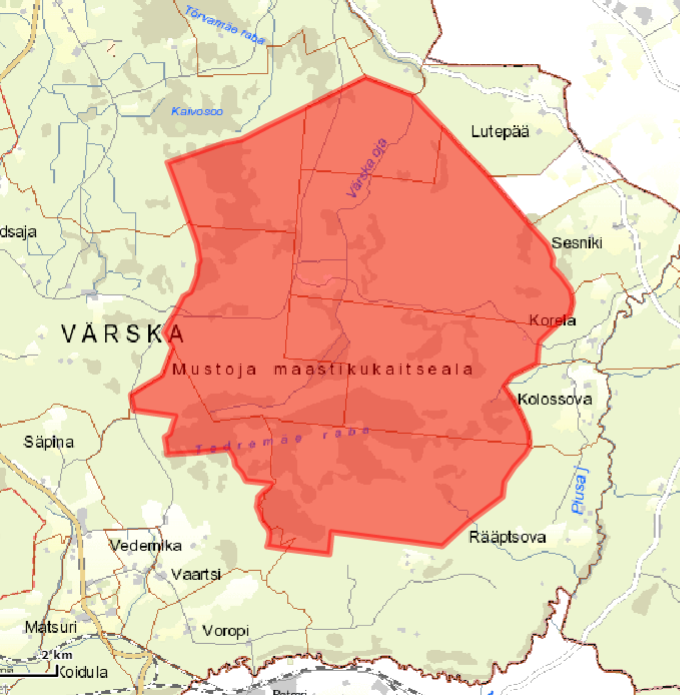 Tõrvamäe raba
Kaivosoo
Lutepää
Värska oja
dsaja
Sesniki
VÄRSKA
Korela
Mustoja maastikukaitseala
Kolossova
Säpina
Tedremäe raba
Piusa j
Rääptsova
Vedernika
Vaartsi
Matsuri
Voropi
2 km
Koidula